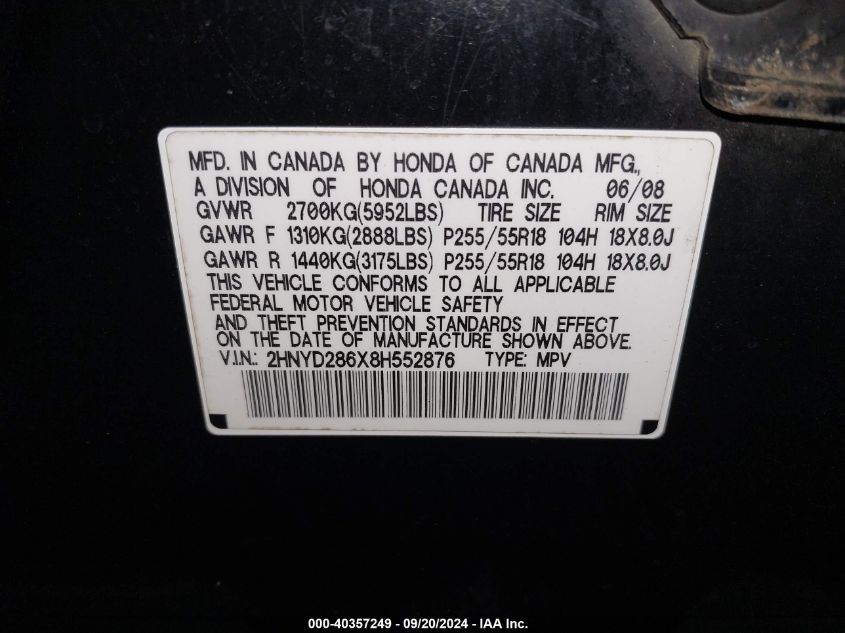 MFD. IN CANADA BY HONDA OF CANADA MFG.,
A DIVISION OF HONDA CANADA INC. 06/08
GVWR 2700KG(5952LBS) TIRE SIZE RIM SIZE
GAWR F 1310KG(2888LBS) P255/55R18 104H 18X8.0J
GAWR R 1440KG(3175LBS) P255/55R18 104H 18X8.0J
THIS VEHICLE CONFORMS TO ALL APPLICABLE
FEDERAL MOTOR VEHICLE SAFETY
AND THEFT PREVENTION STANDARDS IN EFFECT
ON THE DATE OF MANUFACTURE SHOWN ABOVE.
V.I.N.: 2HNYD286X8H552876 TYPE: MPV
000-40357249 - 09/20/2024 - IAA Inc.